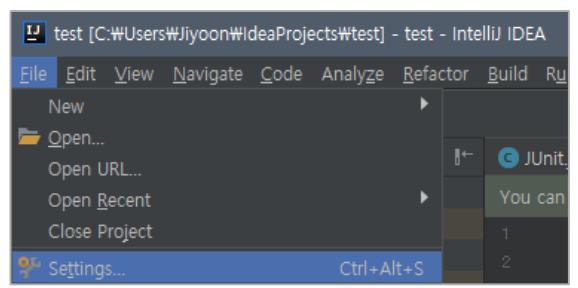 IJ test [C:₩Users₩Jiyoon₩IdeaProjects₩test] - test - IntelliJ IDEA
File Edit View Navigate Code Analyze Refactor Build Ru
New
Open...
C JUnit
Open URL...
Open Recent
You can
Close Project
1
Settings... Ctrl+Alt+S
2